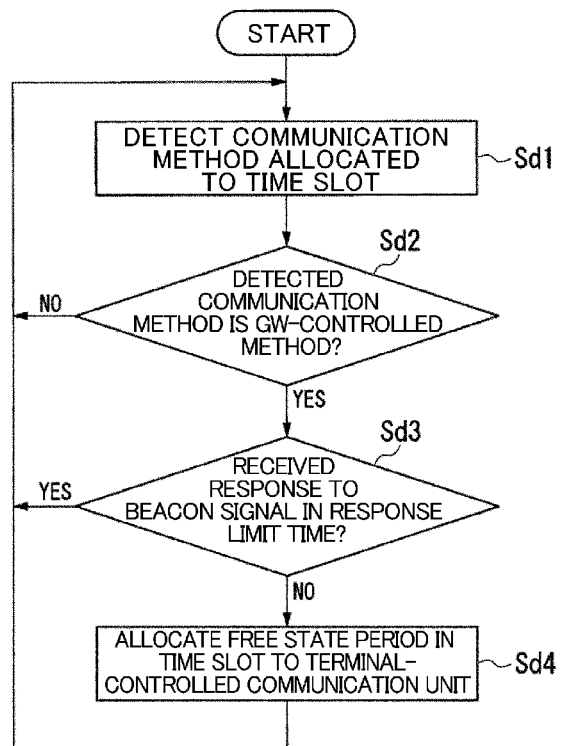 START
DETECT COMMUNICATION
METHOD ALLOCATED
TO TIME SLOT
Sd1
Sd2
DETECTED
COMMUNICATION
METHOD IS GW-CONTROLLED
METHOD?
NO
YES
Sd3
RECEIVED
RESPONSE TO
BEACON SIGNAL IN RESPONSE
LIMIT TIME?
YES
NO
ALLOCATE FREE STATE PERIOD IN
TIME SLOT TO TERMINAL-
CONTROLLED COMMUNICATION UNIT
Sd4